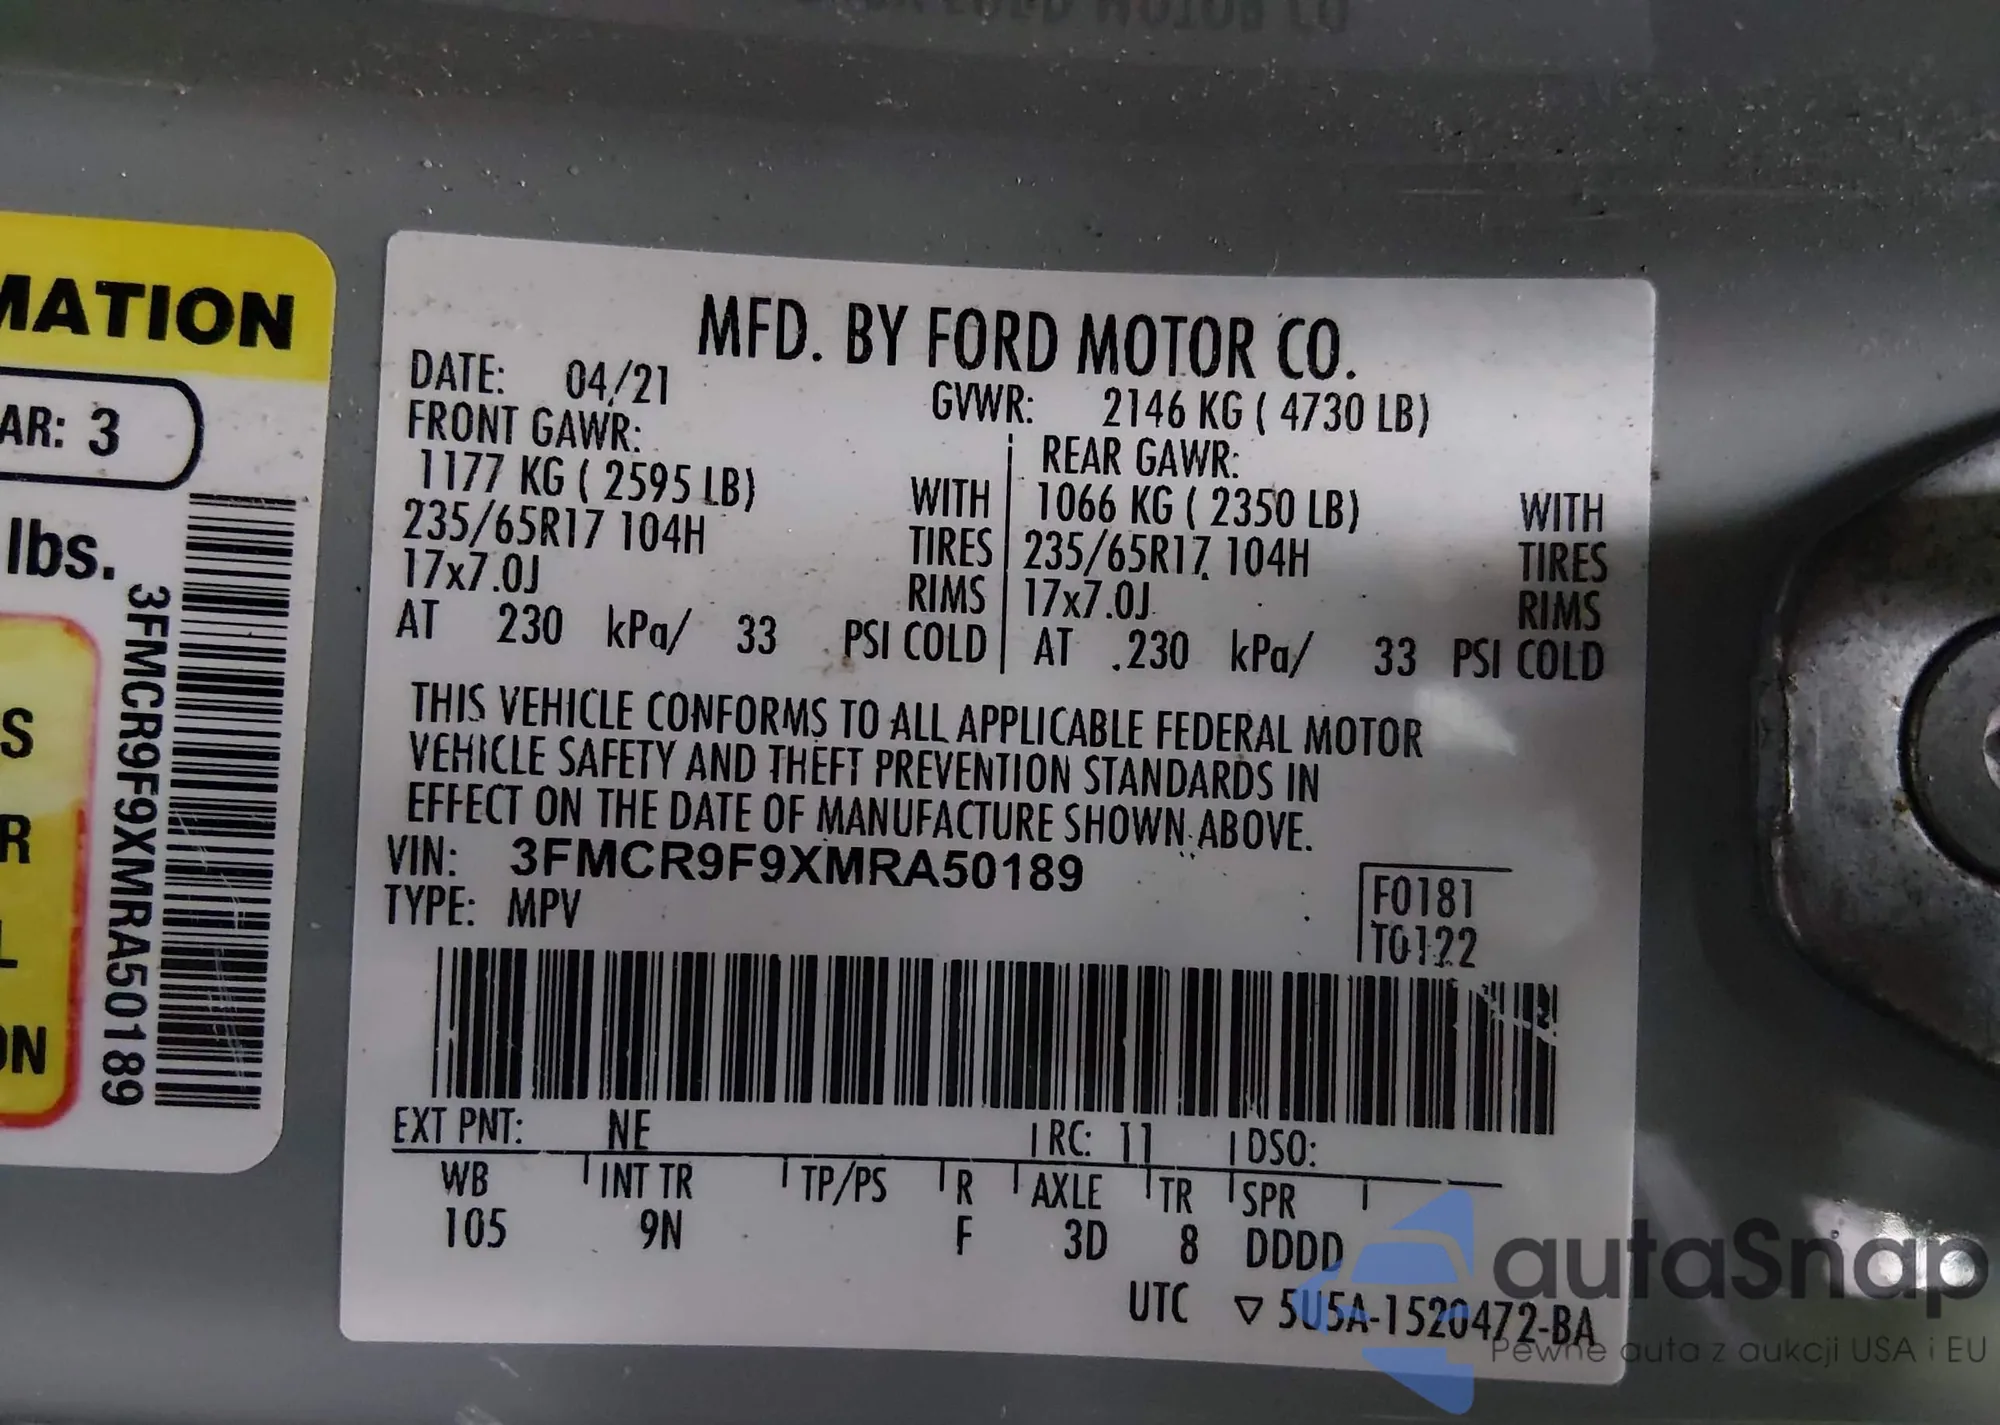 MATION
AR: 3
lbs.
3FMCR9F9XMRA50189
S
R
L
ON
MFD. BY FORD MOTOR CO.
DATE: 04/21
GVWR: 2146 KG ( 4730 LB)
FRONT GAWR:
1177 KG ( 2595 LB) WITH
235/65R17 104H TIRES
17x7.0J RIMS
AT 230 kPa/ 33 PSI COLD
REAR GAWR:
1066 KG ( 2350 LB) WITH
235/65R17 104H TIRES
17x7.0J RIMS
AT 230 kPa/ 33 PSI COLD
THIS VEHICLE CONFORMS TO ALL APPLICABLE FEDERAL MOTOR
VEHICLE SAFETY AND THEFT PREVENTION STANDARDS IN
EFFECT ON THE DATE OF MANUFACTURE SHOWN ABOVE.
VIN: 3FMCR9F9XMRA50189
TYPE: MPV
F0181
T0122
EXT PNT: NE RC: 11 DSO:
WB INT TR TP/PS R AXLE TR SPR
105 9N F 3D 8 DDDD
UTC ▽ 5U5A-1520472-BA
autaSnap
Pewne auta z aukcji USA i EU